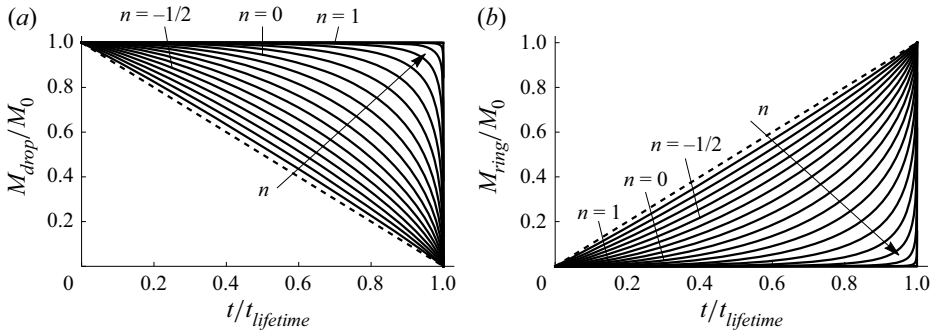 (a)
n = –1/2
n = 0
n = 1
1.0
0.8
0.6
0.4
0.2
0
0.2
0.4
0.6
0.8
1.0
M_drop/M_0
n
t/t_lifetime
(b)
1.0
0.8
0.6
0.4
0.2
0
0.2
0.4
0.6
0.8
1.0
M_ring/M_0
n
n = –1/2
n = 0
n = 1
t/t_lifetime